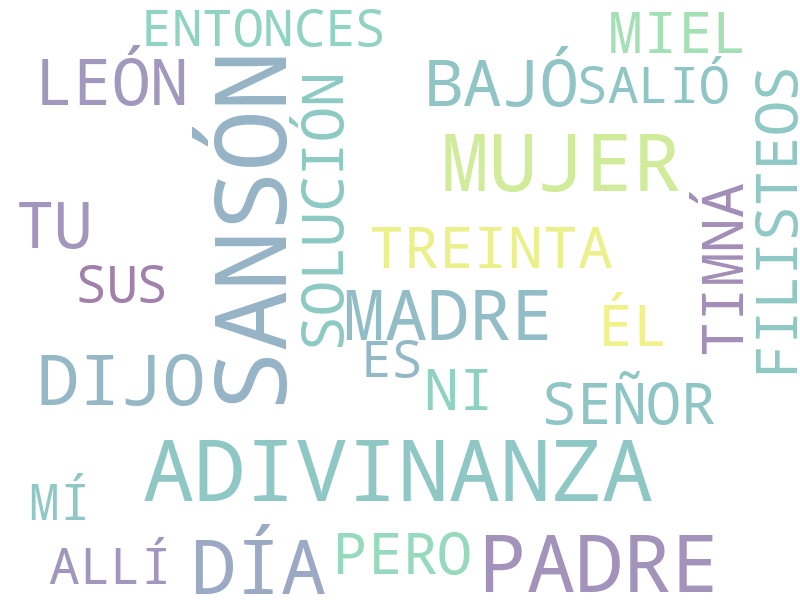 ENTONCES
MIEL
LEÓN
SANSÓN
SOLUCIÓN
BAJÓ
SALIÓ
FILISTEOS
MUJER
TIMNÁ
TU
TREINTA
SUS
MADRE
ÉL
ES
DIJO
NI
SEÑOR
ADIVINANZA
MÍ
ALLÍ
DÍA
PERO
PADRE